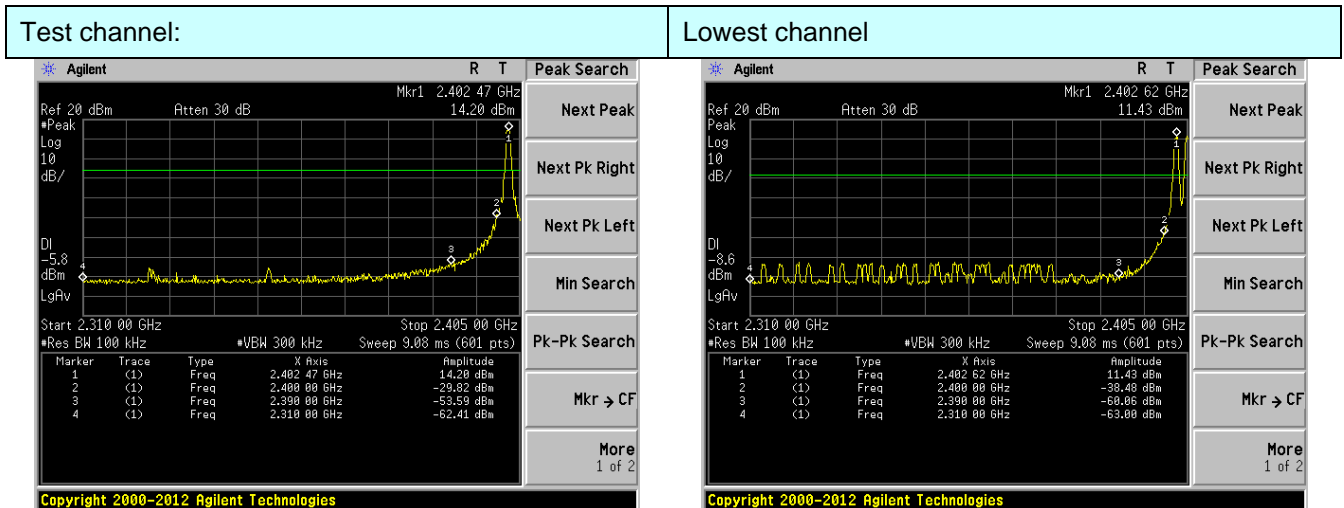 Test channel:
Lowest channel
Agilent R T Peak Search
Mkr1 2.402 47 GHz
Ref 20 dBm Atten 30 dB 14.20 dBm
#Peak
Log
10
dB/
DI
-5.8
dBm
LgAv
1
2
3
4
Start 2.310 00 GHz Stop 2.405 00 GHz
#Res BW 100 kHz #VBW 300 kHz Sweep 9.08 ms (601 pts)
Marker Trace Type X Axis Amplitude
1 (1) Freq 2.402 47 GHz 14.20 dBm
2 (1) Freq 2.400 00 GHz -29.82 dBm
3 (1) Freq 2.390 00 GHz -53.59 dBm
4 (1) Freq 2.310 00 GHz -62.41 dBm
Copyright 2000-2012 Agilent Technologies
Next Peak
Next Pk Right
Next Pk Left
Min Search
Pk-Pk Search
Mkr → CF
More
1 of 2
Agilent R T Peak Search
Mkr1 2.402 62 GHz
Ref 20 dBm Atten 30 dB 11.43 dBm
Peak
Log
10
dB/
DI
-8.6
dBm
LgAv
1
2
3
4
Start 2.310 00 GHz Stop 2.405 00 GHz
#Res BW 100 kHz #VBW 300 kHz Sweep 9.08 ms (601 pts)
Marker Trace Type X Axis Amplitude
1 (1) Freq 2.402 62 GHz 11.43 dBm
2 (1) Freq 2.400 00 GHz -38.48 dBm
3 (1) Freq 2.390 00 GHz -60.06 dBm
4 (1) Freq 2.310 00 GHz -63.00 dBm
Copyright 2000-2012 Agilent Technologies
Next Peak
Next Pk Right
Next Pk Left
Min Search
Pk-Pk Search
Mkr → CF
More
1 of 2